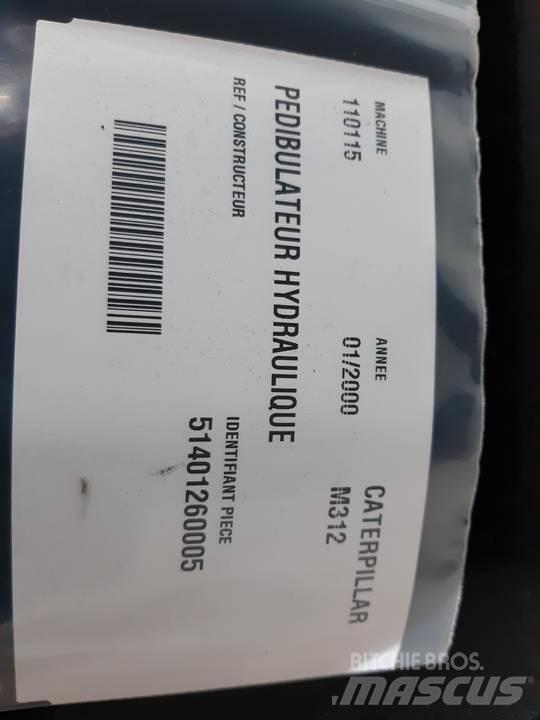 MACHINE ANNEE CATERPILLAR
110115 01/2000 M312
PEDIBULATEUR HYDRAULIQUE
REF / CONSTRUCTEUR IDENTIFIANT PIECE
51401260005
RITCHIE BROS.
MASCUS